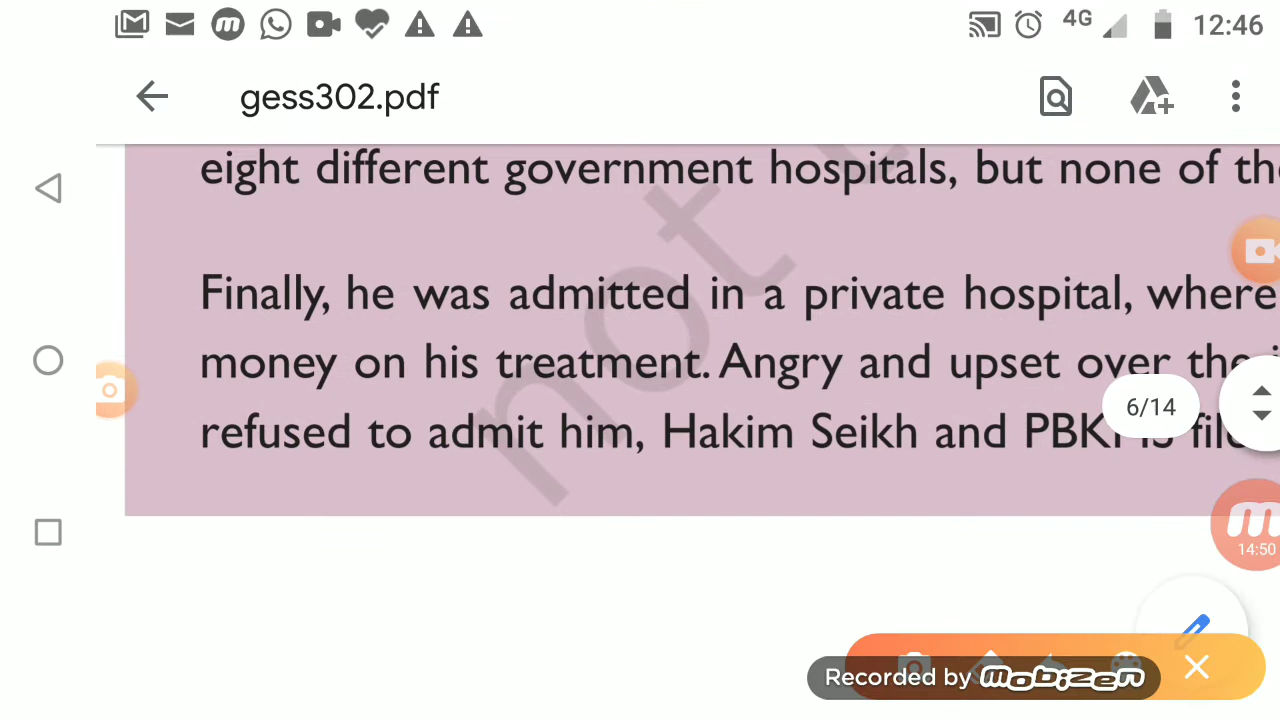 4G 12:46
gess302.pdf
eight different government hospitals, but none of
Finally, he was admitted in a private hospital, where
money on his treatment. Angry and upset over the
6/14
refused to admit him, Hakim Seikh and
not
14:50
Recorded by mobizen